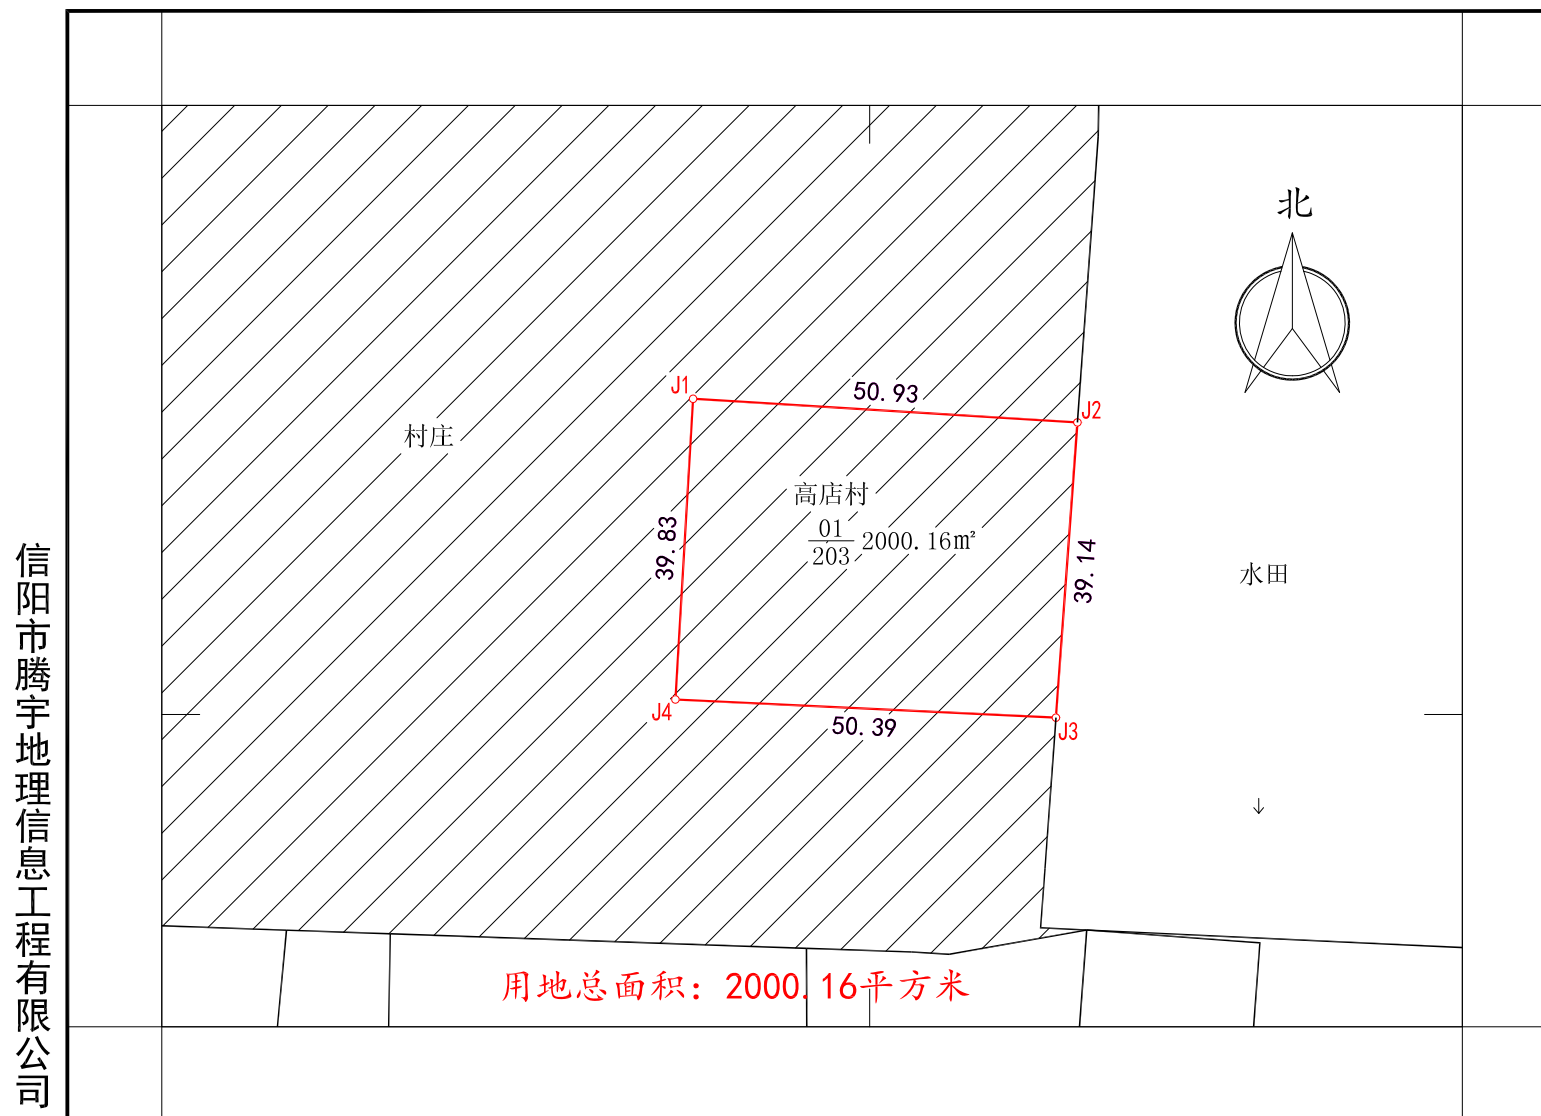 北
J1
50.93
J2
村庄
高店村
01
203
2000.16m²
39.83
39.14
水田
J4
50.39
J3
用地总面积：2000.16平方米
信阳市腾宇地理信息工程有限公司